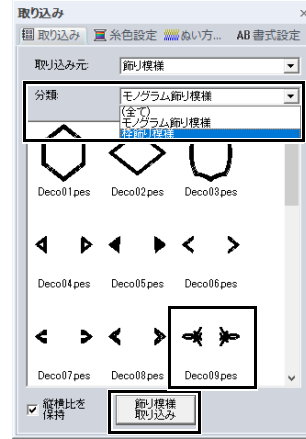 取り込み ×
取り込み 糸色設定 ぬい方... AB 書式設定
取り込み元: 飾り模様
分類: モノグラム飾り模様
(全て)
モノグラム飾り模様
枠飾り模様
Deco01.pes Deco02.pes Deco03.pes
Deco04.pes Deco05.pes Deco06.pes
Deco07.pes Deco08.pes Deco09.pes
縦横比を
保持
飾り模様
取り込み